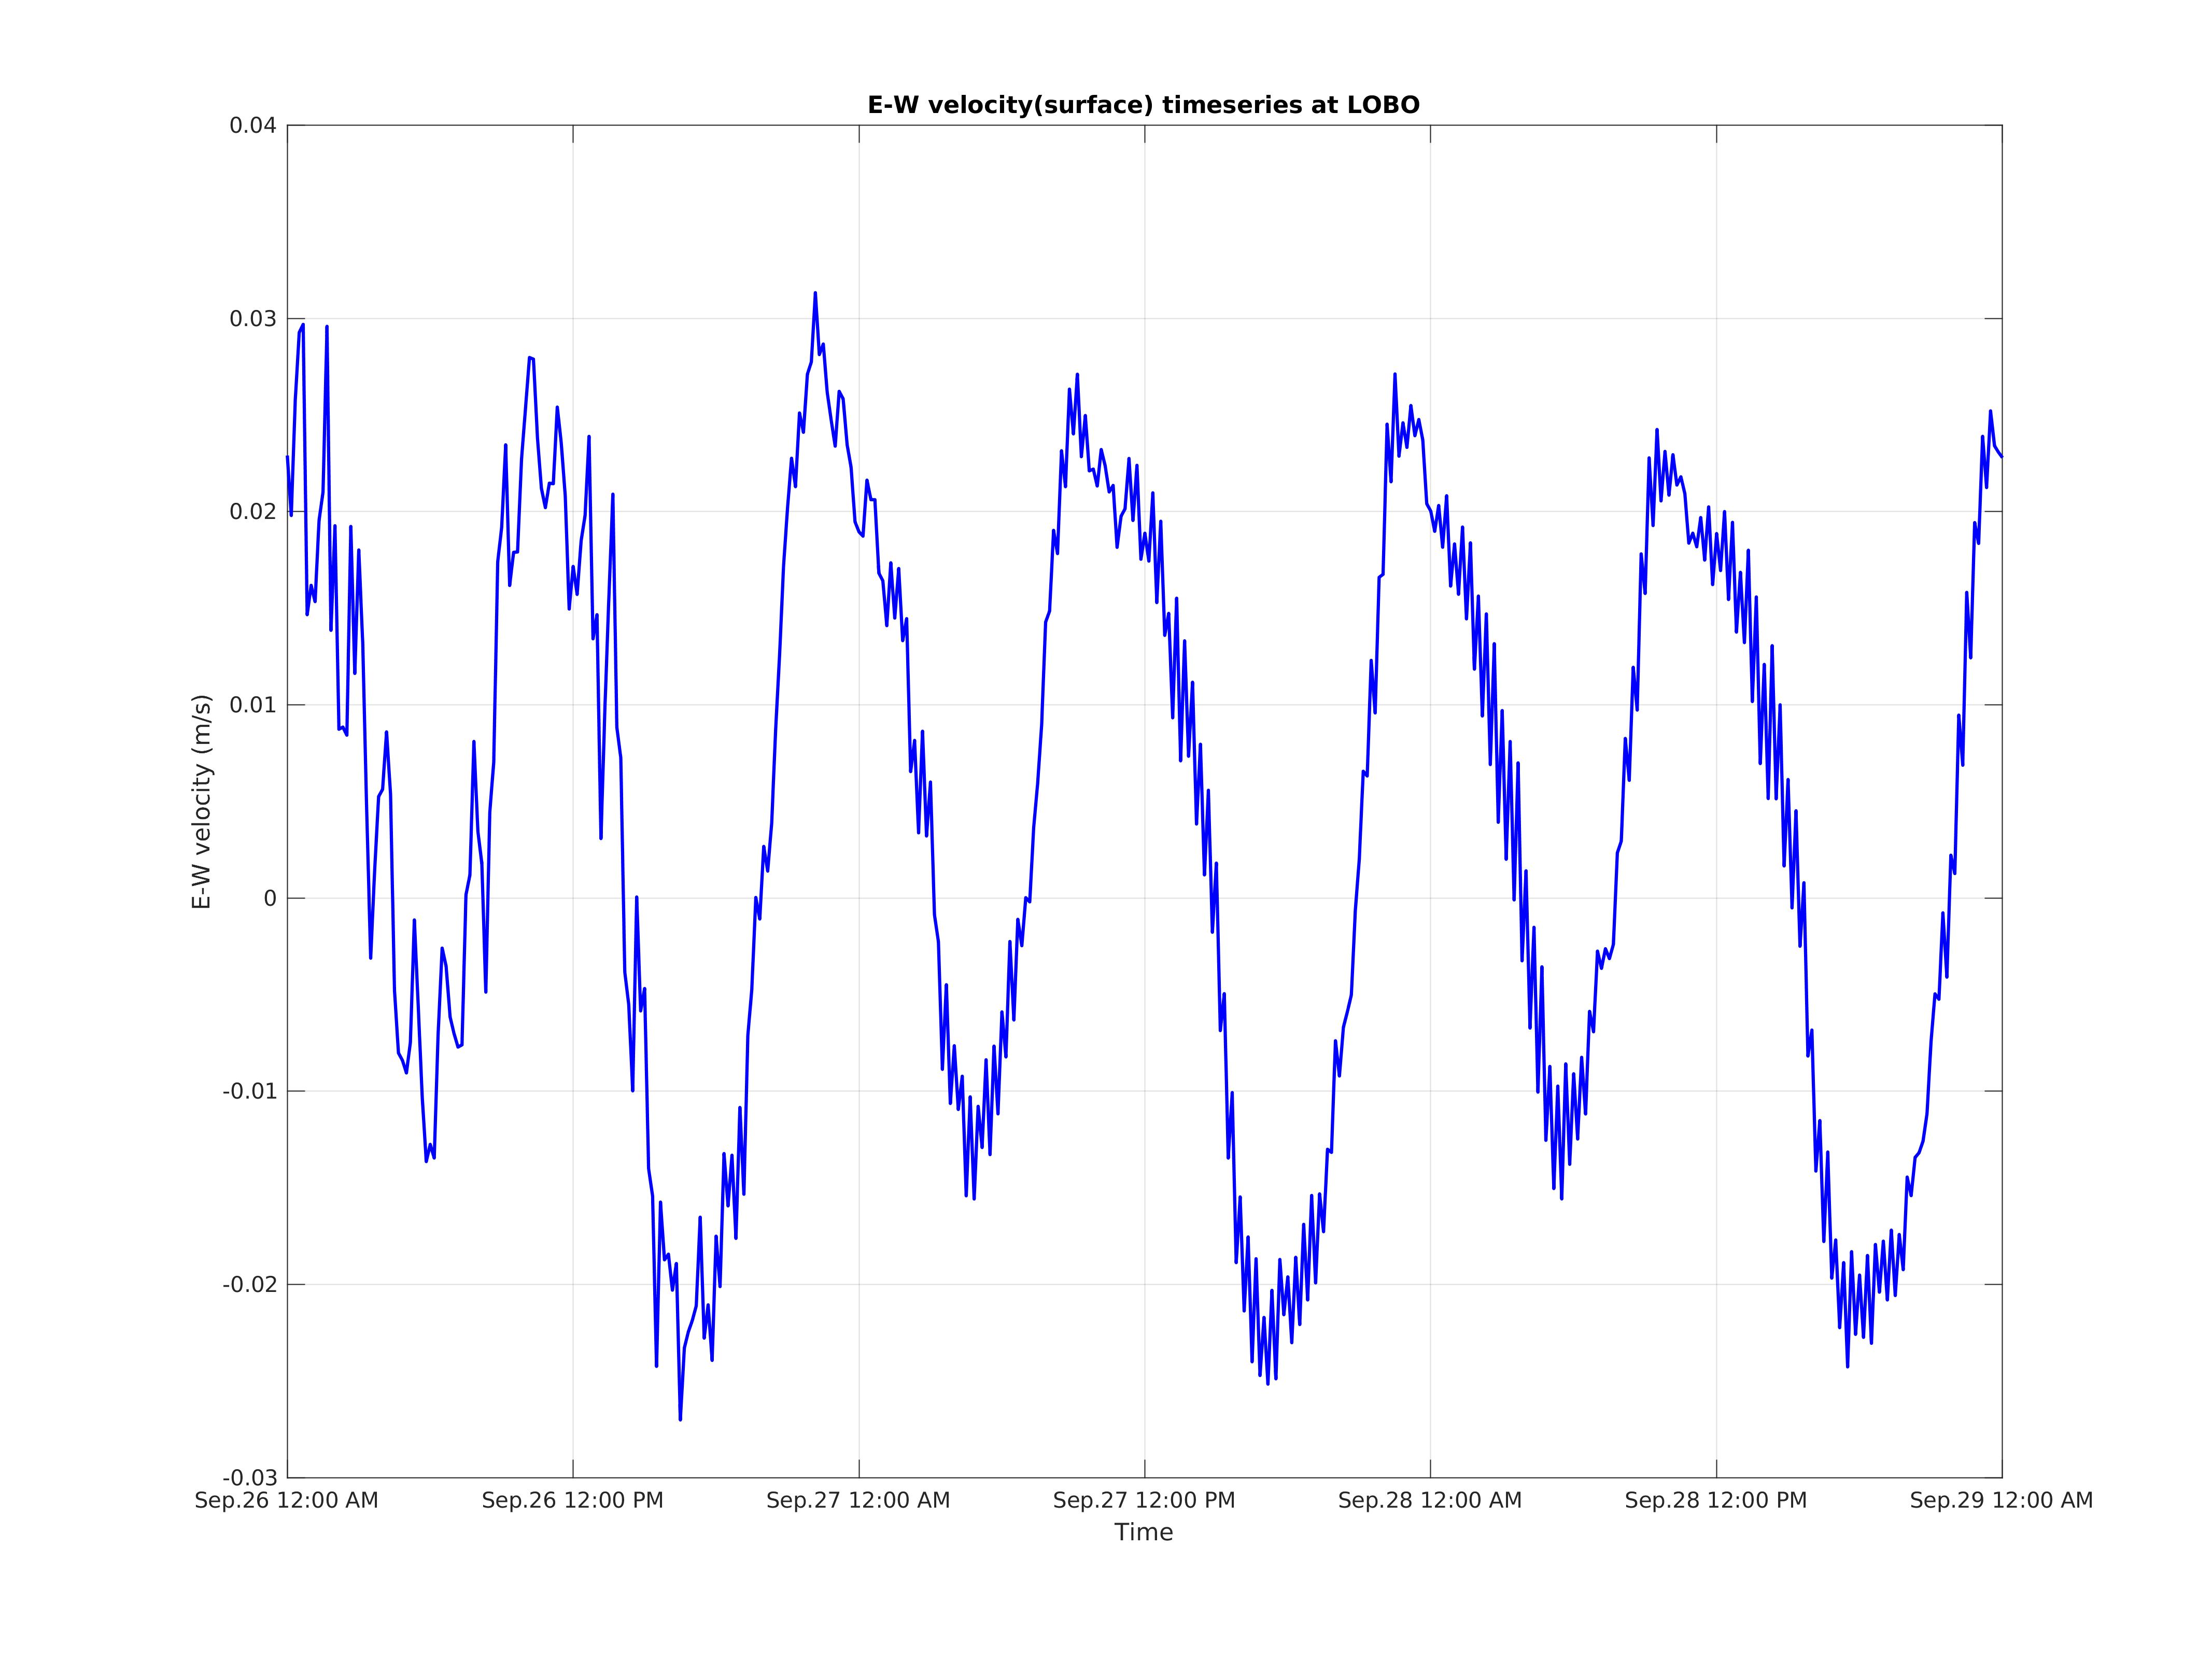 E-W velocity(surface) timeseries at LOBO
0.04
0.03
0.02
0.01
0
-0.01
-0.02
-0.03
E-W velocity (m/s)
Sep.26 12:00 AM Sep.26 12:00 PM Sep.27 12:00 AM Sep.27 12:00 PM Sep.28 12:00 AM Sep.28 12:00 PM Sep.29 12:00 AM
Time